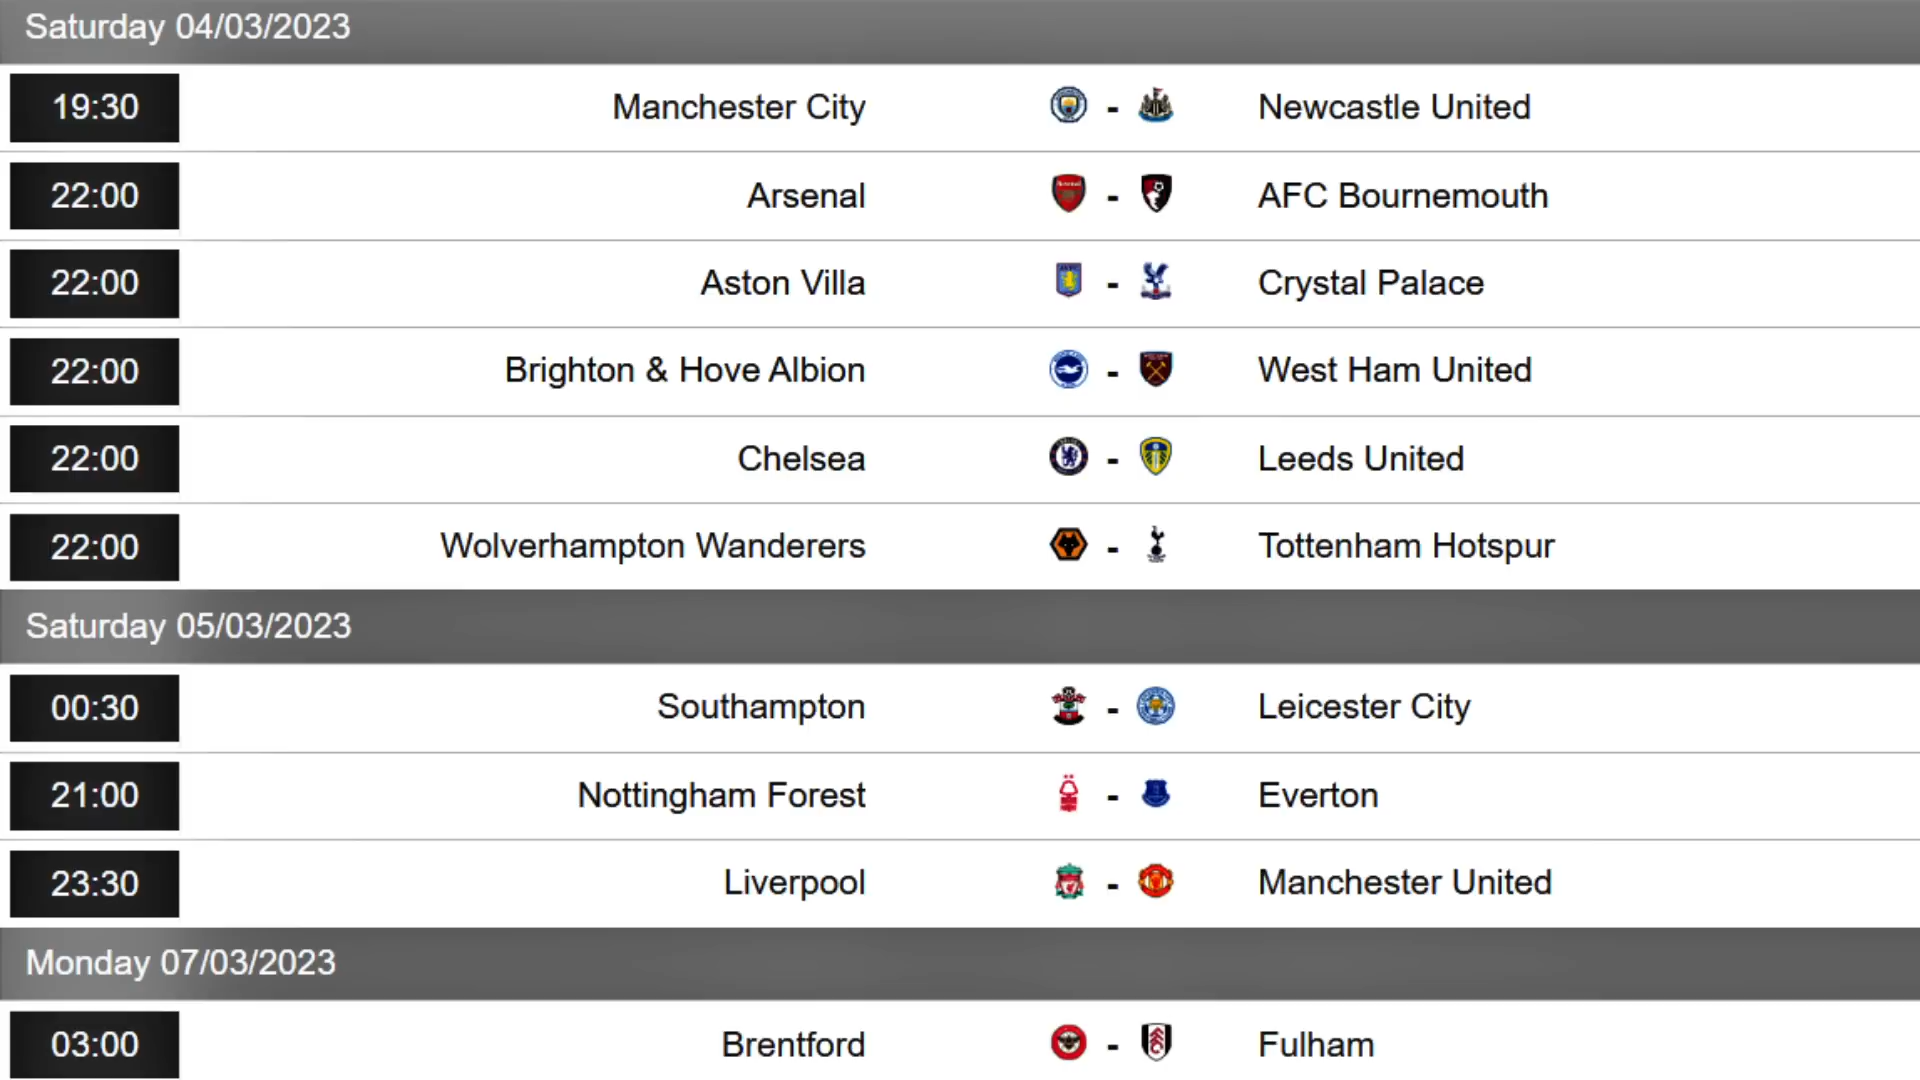 Saturday 04/03/2023
19:30 Manchester City - Newcastle United
22:00 Arsenal - AFC Bournemouth
22:00 Aston Villa - Crystal Palace
22:00 Brighton & Hove Albion - West Ham United
22:00 Chelsea - Leeds United
22:00 Wolverhampton Wanderers - Tottenham Hotspur
Saturday 05/03/2023
00:30 Southampton - Leicester City
21:00 Nottingham Forest - Everton
23:30 Liverpool - Manchester United
Monday 07/03/2023
03:00 Brentford - Fulham